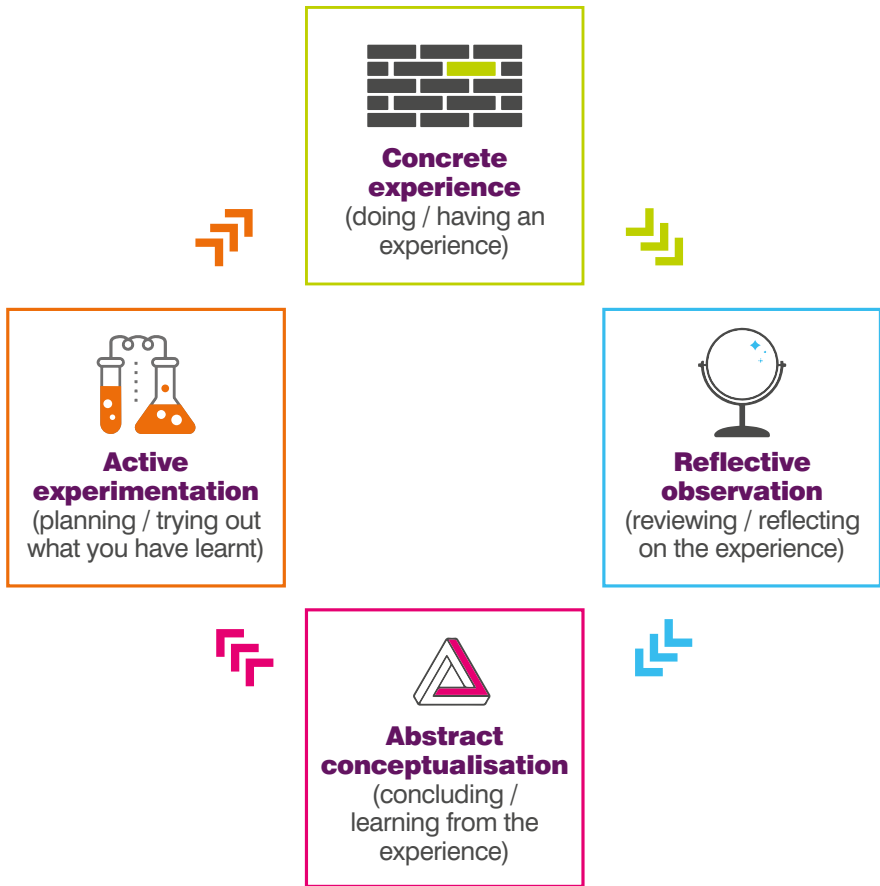 Concrete
experience
(doing / having an
experience)
Active
experimentation
(planning / trying out
what you have learnt)
Reflective
observation
(reviewing / reflecting
on the experience)
Abstract
conceptualisation
(concluding /
learning from the
experience)